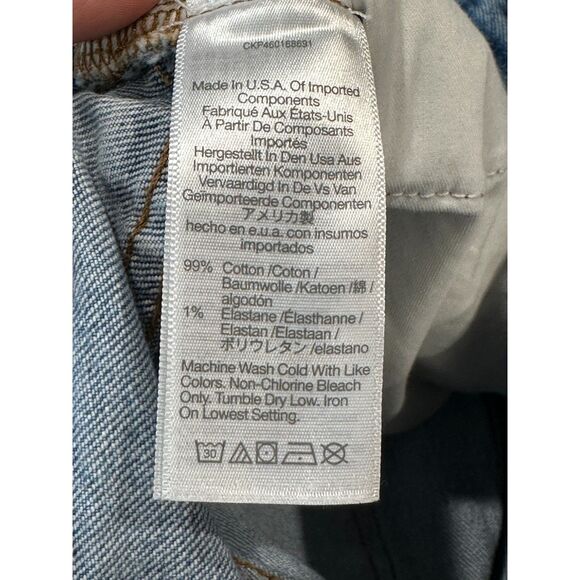 CKP460168691
Made In U.S.A. Of Imported
Components
Fabriqué Aux États-Unis
À Partir De Composants
Importés
Hergestellt In Den Usa Aus
Importierten Komponenten
Vervaardigd In De Vs Van
Geïmporteerde Componenten
アメリカ製
hecho en e.u.a. con insumos
importados
99% Cotton /Coton /
Baumwolle /Katoen /綿 /
algodón
1% Elastane /Élasthanne /
Elastan /Elastaan /
ポリウレタン /elastano
Machine Wash Cold With Like
Colors. Non-Chlorine Bleach
Only. Tumble Dry Low. Iron
On Lowest Setting.
30